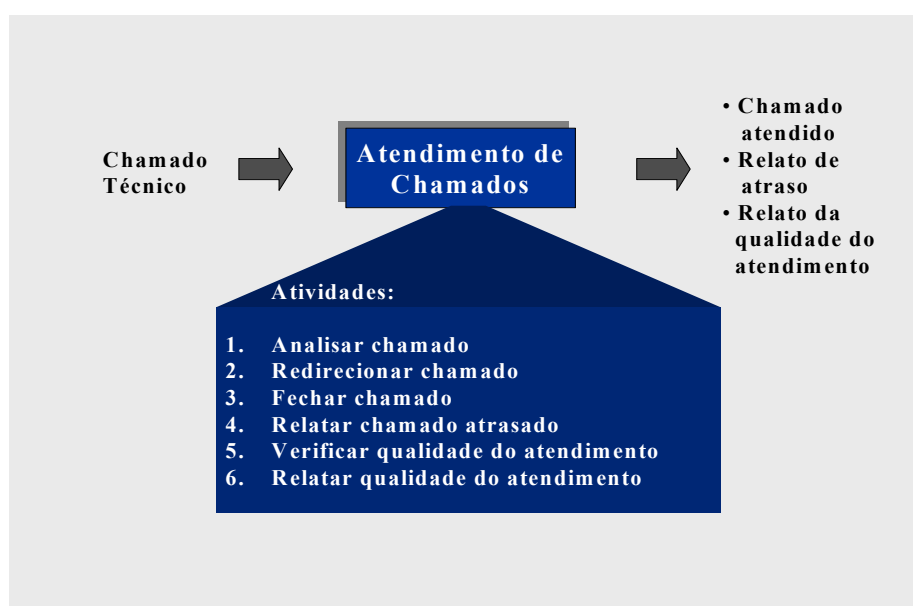 Chamado
Técnico
Atendimento de
Chamados
• Chamado
atendido
• Relato de
atraso
• Relato da
qualidade do
atendimento
Atividades:
1. Analisar chamado
2. Redirecionar chamado
3. Fechar chamado
4. Relatar chamado atrasado
5. Verificar qualidade do atendimento
6. Relatar qualidade do atendimento